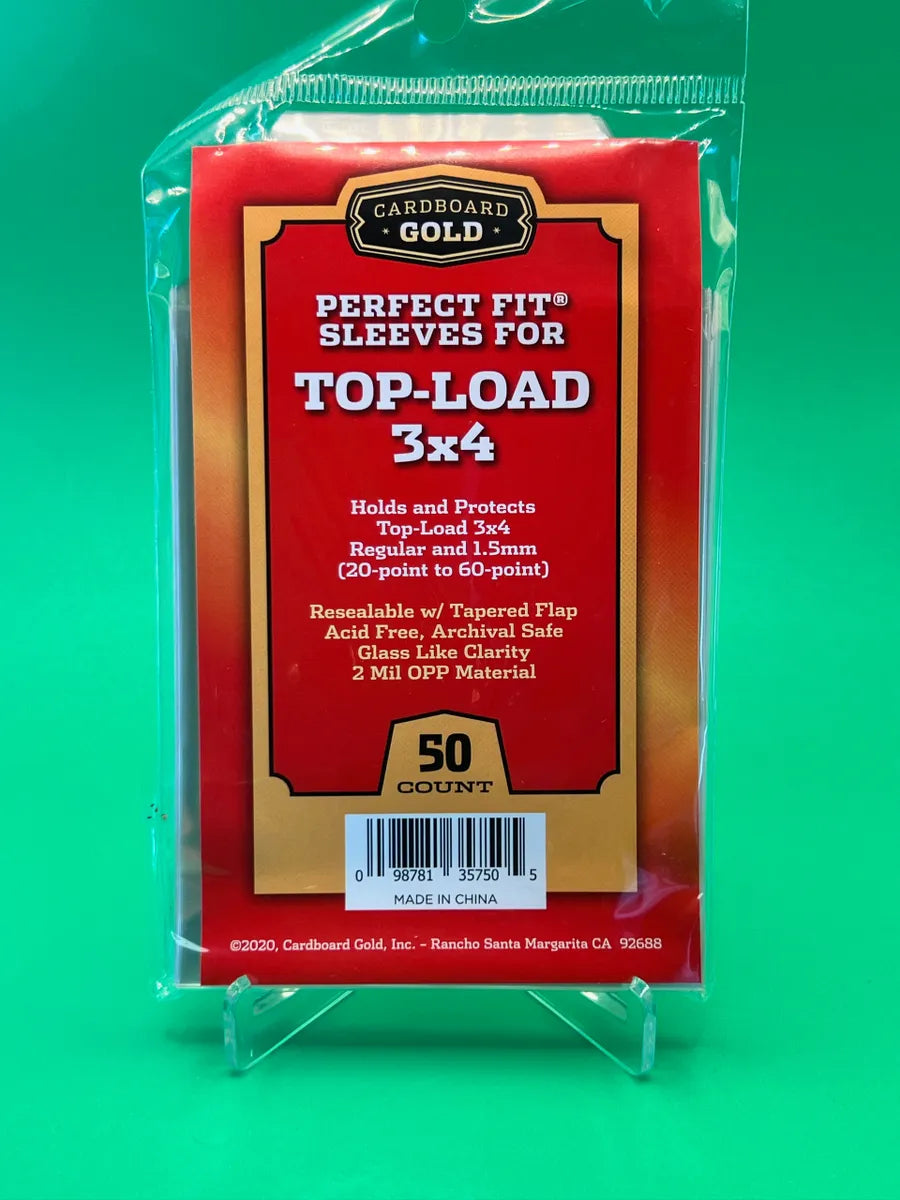 CARDBOARD
GOLD
PERFECT FIT®
SLEEVES FOR
TOP-LOAD
3x4
Holds and Protects
Top-Load 3x4
Regular and 1.5mm
(20-point to 60-point)
Resealable w/ Tapered Flap
Acid Free, Archival Safe
Glass Like Clarity
2 Mil OPP Material
50
COUNT
0 98781 35750 5
MADE IN CHINA
©2020, Cardboard Gold, Inc. - Rancho Santa Margarita CA 92688